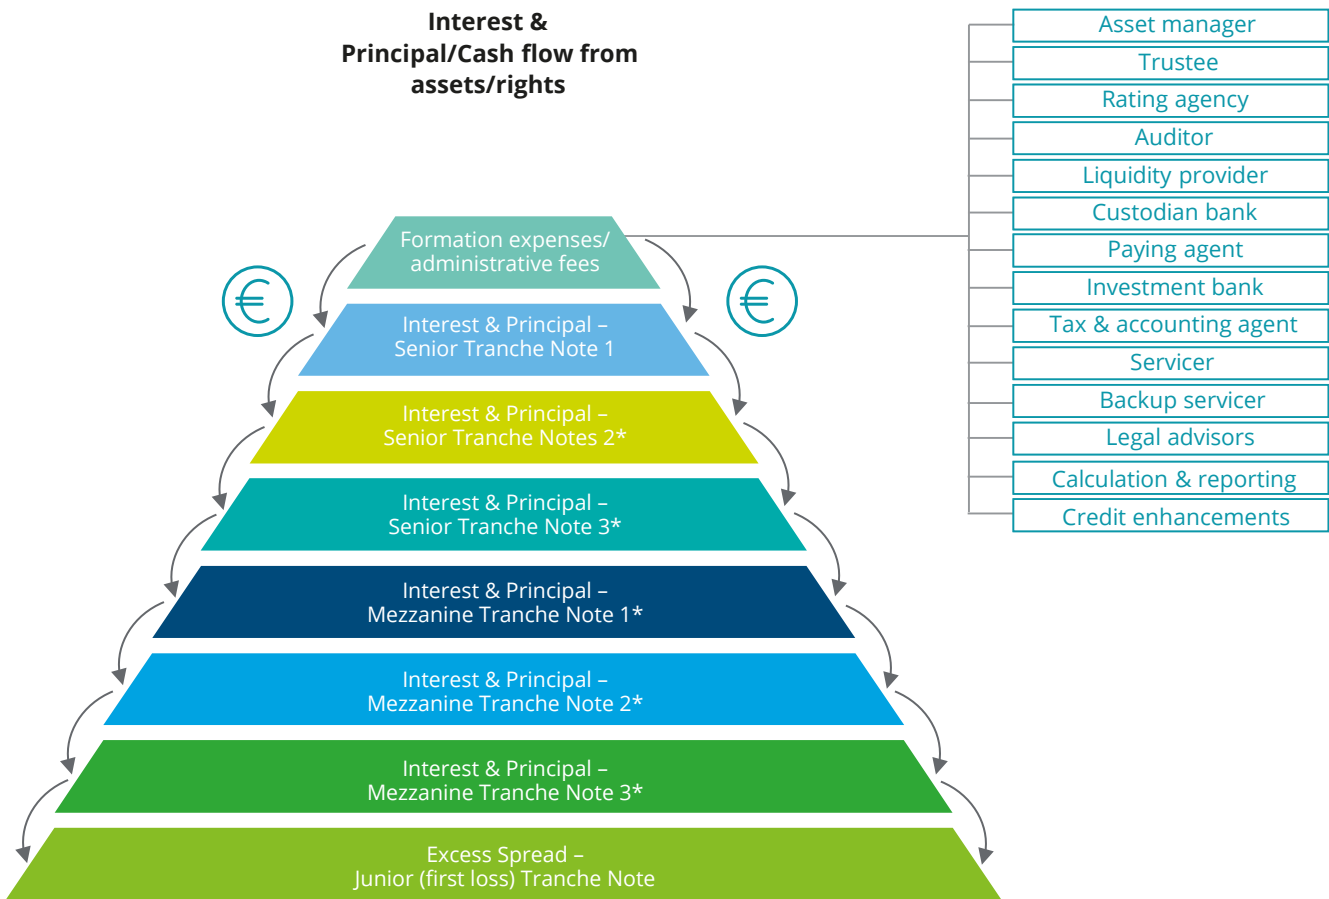 Interest &
Principal/Cash flow from
assets/rights
Formation expenses/
administrative fees
Interest & Principal –
Senior Tranche Note 1
Interest & Principal –
Senior Tranche Notes 2*
Interest & Principal –
Senior Tranche Note 3*
Interest & Principal –
Mezzanine Tranche Note 1*
Interest & Principal –
Mezzanine Tranche Note 2*
Interest & Principal –
Mezzanine Tranche Note 3*
Excess Spread –
Junior (first loss) Tranche Note
€
€
Asset manager
Trustee
Rating agency
Auditor
Liquidity provider
Custodian bank
Paying agent
Investment bank
Tax & accounting agent
Servicer
Backup servicer
Legal advisors
Calculation & reporting
Credit enhancements